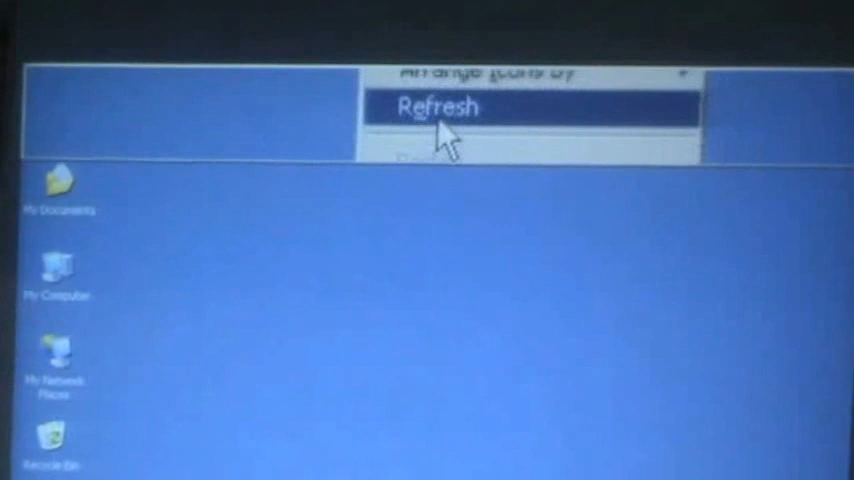 Arrange Icons By
Refresh
My Documents
My Computer
My Network
Places
Recycle Bin